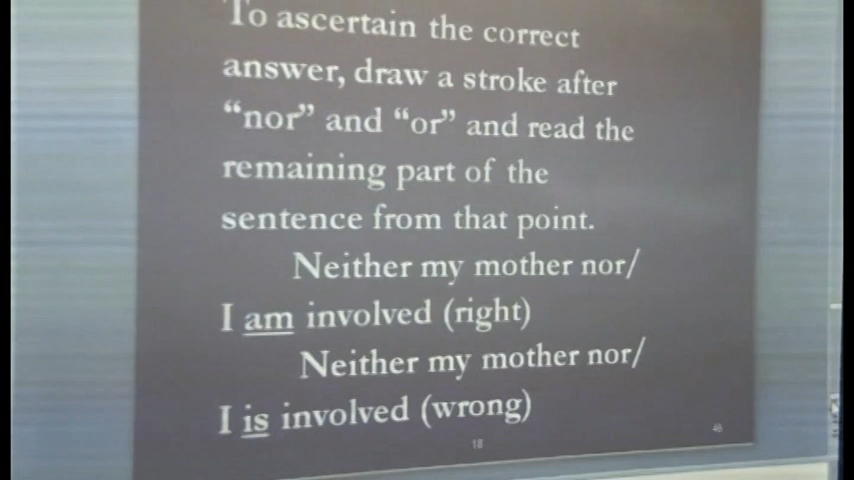 To ascertain the correct
answer, draw a stroke after
“nor” and “or” and read the
remaining part of the
sentence from that point.
Neither my mother nor/
I am involved (right)
Neither my mother nor/
I is involved (wrong)
18